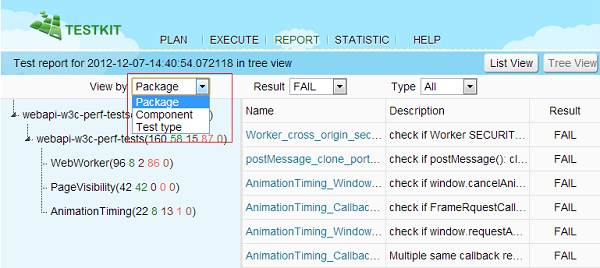 TESTKIT
PLAN EXECUTE REPORT STATISTIC HELP
Test report for 2012-12-07-14:40:54.072118 in tree view
List View Tree View
View by Package Result FAIL Type All
Package
Component
Test type
webapi-w3c-perf-tests
0)
webapi-w3c-perf-tests(160 58 15 87 0)
WebWorker(96 8 2 86 0)
PageVisibility(42 42 0 0 0)
AnimationTiming(22 8 13 1 0)
Name Description Result
Worker_cross_origin_sec... check if Worker SECURIT... FAIL
postMessage_clone_port... check if postMessage(): cl... FAIL
AnimationTiming_Window... check if window.cancelAni... FAIL
AnimationTiming_Callbac... check if FrameRquestCall... FAIL
AnimationTiming_Window... check if window.requestA... FAIL
AnimationTiming_Callbac... Multiple same callback re... FAIL